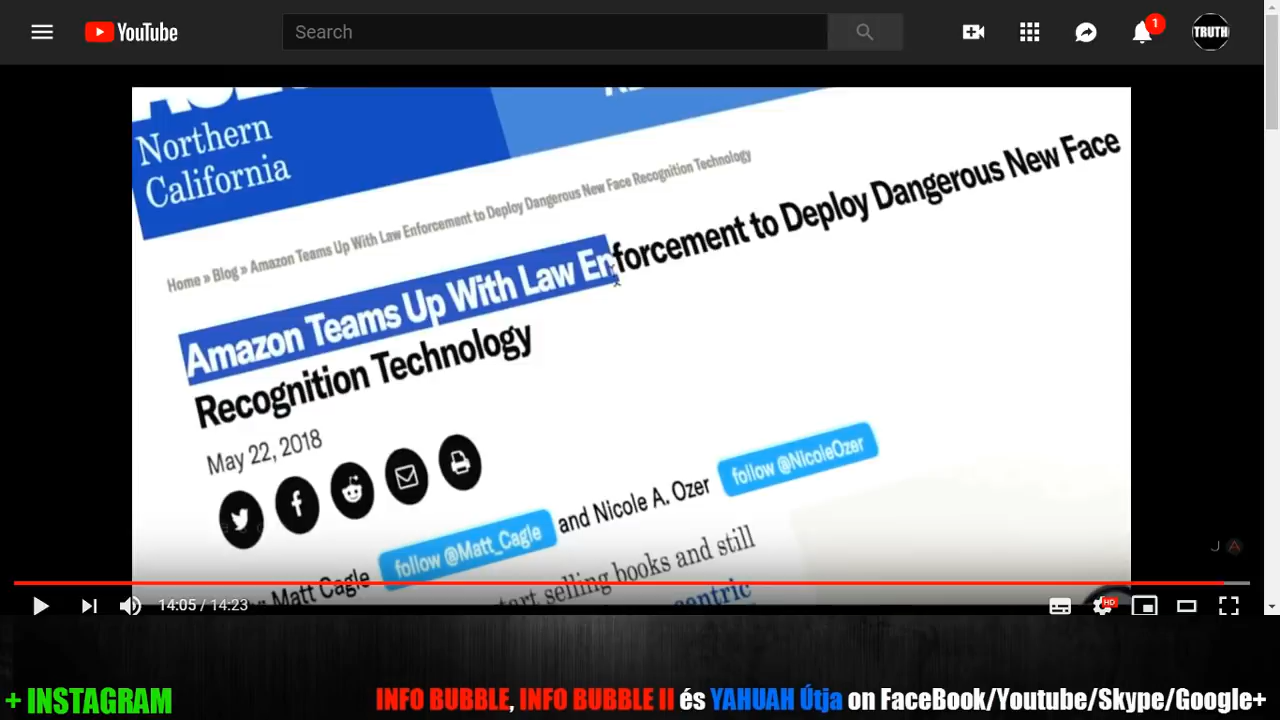 YouTube
Search
1
TRUTH
Northern
California
Home » Blog » Amazon Teams Up With Law Enforcement to Deploy Dangerous New Face Recognition Technology
Amazon Teams Up With Law Enforcement to Deploy Dangerous New Face
Recognition Technology
May 22, 2018
Matt Cagle follow @Matt_Cagle and Nicole A. Ozer follow @NicoleOzer
start selling books and still
centric
J
14:05 / 14:23
HD
+ INSTAGRAM
INFO BUBBLE, INFO BUBBLE II és YAHUAH Útja on FaceBook/Youtube/Skype/Google+